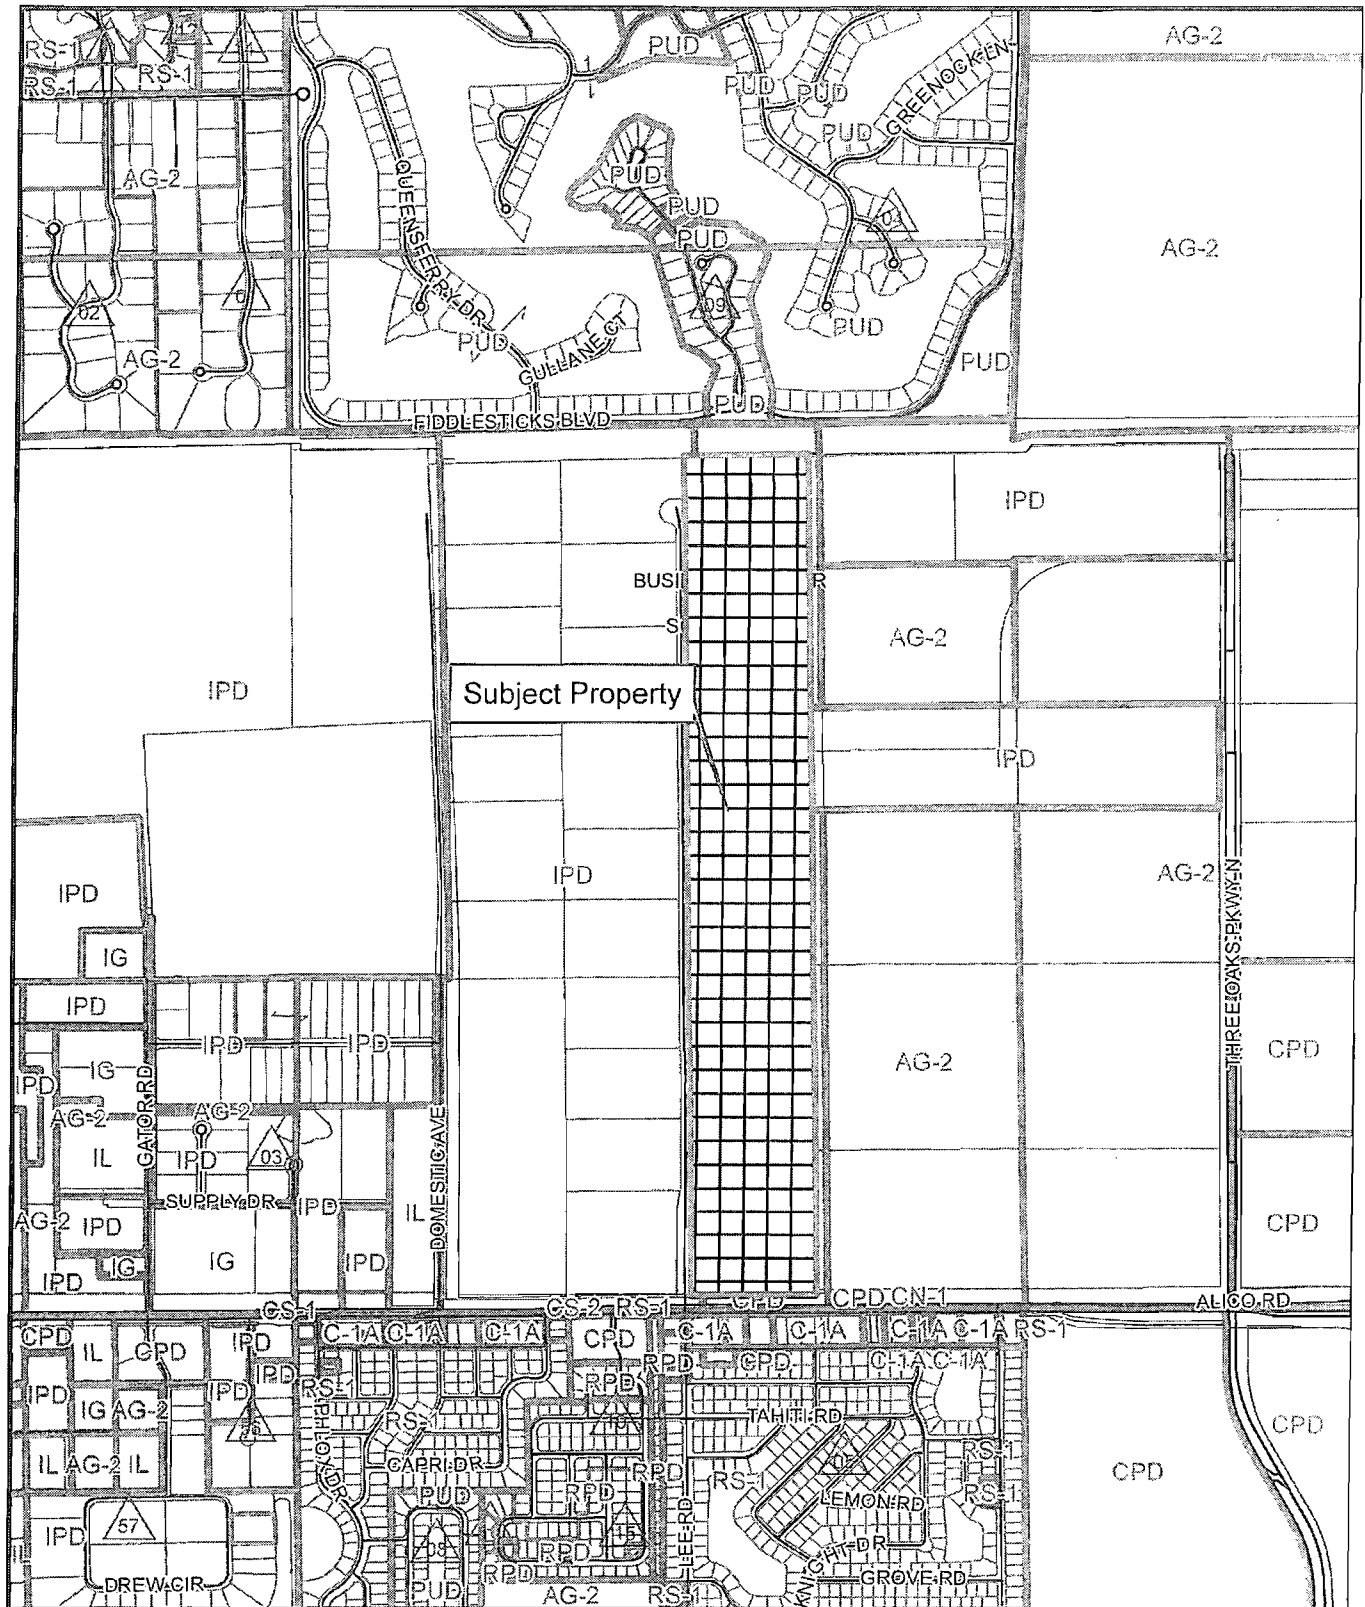 RS-1
RS-1
RS-1
PUD
AG-2
PUD
PUD
GREENOCK LN
PUD
AG-2
QUEENSFERRY DR
PUD
PUD
PUD
AG-2
02
09
PUD
AG-2
PUD
GULLANE CT
PUD
PUD
FIDDLESTICKS BLVD
IPD
BUSI
R
S
AG-2
IPD
Subject Property
IPD
IPD
IPD
AG-2
THREE OAKS PKWY N
IG
IPD
IPD
IPD
CPD
IG
IPD
AG-2
GATOR RD
AG-2
AG-2
DOMESTIC AVE
IL
IPD
03
SUPPLY DR
IPD
IL
AG-2
IPD
CPD
IG
IPD
IG
IPD
CS-1
CS-2
RS-1
CPD
CPD
CN-1
ALICO RD
CPD
IL
CPD
IPD
C-1A
C-1A
C-1A
CPD
C-1A
C-1A
C-1A
C-1A
RS-1
IPD
RPD
CPD
C-1A
C-1A
IPD
IPD
RS-1
RPD
IG
AG-2
RS-1
TAHITI RD
CPD
IL
AG-2
IL
CAPRI DR
RPD
RS-1
RS-1
CPD
PUD
RPD
LEMON RD
RS-1
IPD
57
08
15
LEE RD
KNIGHT DR
RPD
RPD
GROVE RD
DREW CIR
PUD
AG-2
RS-1